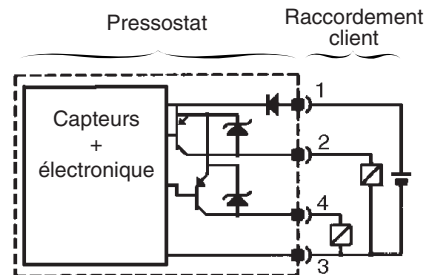 Pressostat
Raccordement
client
Capteurs
+
électronique
1
2
4
3